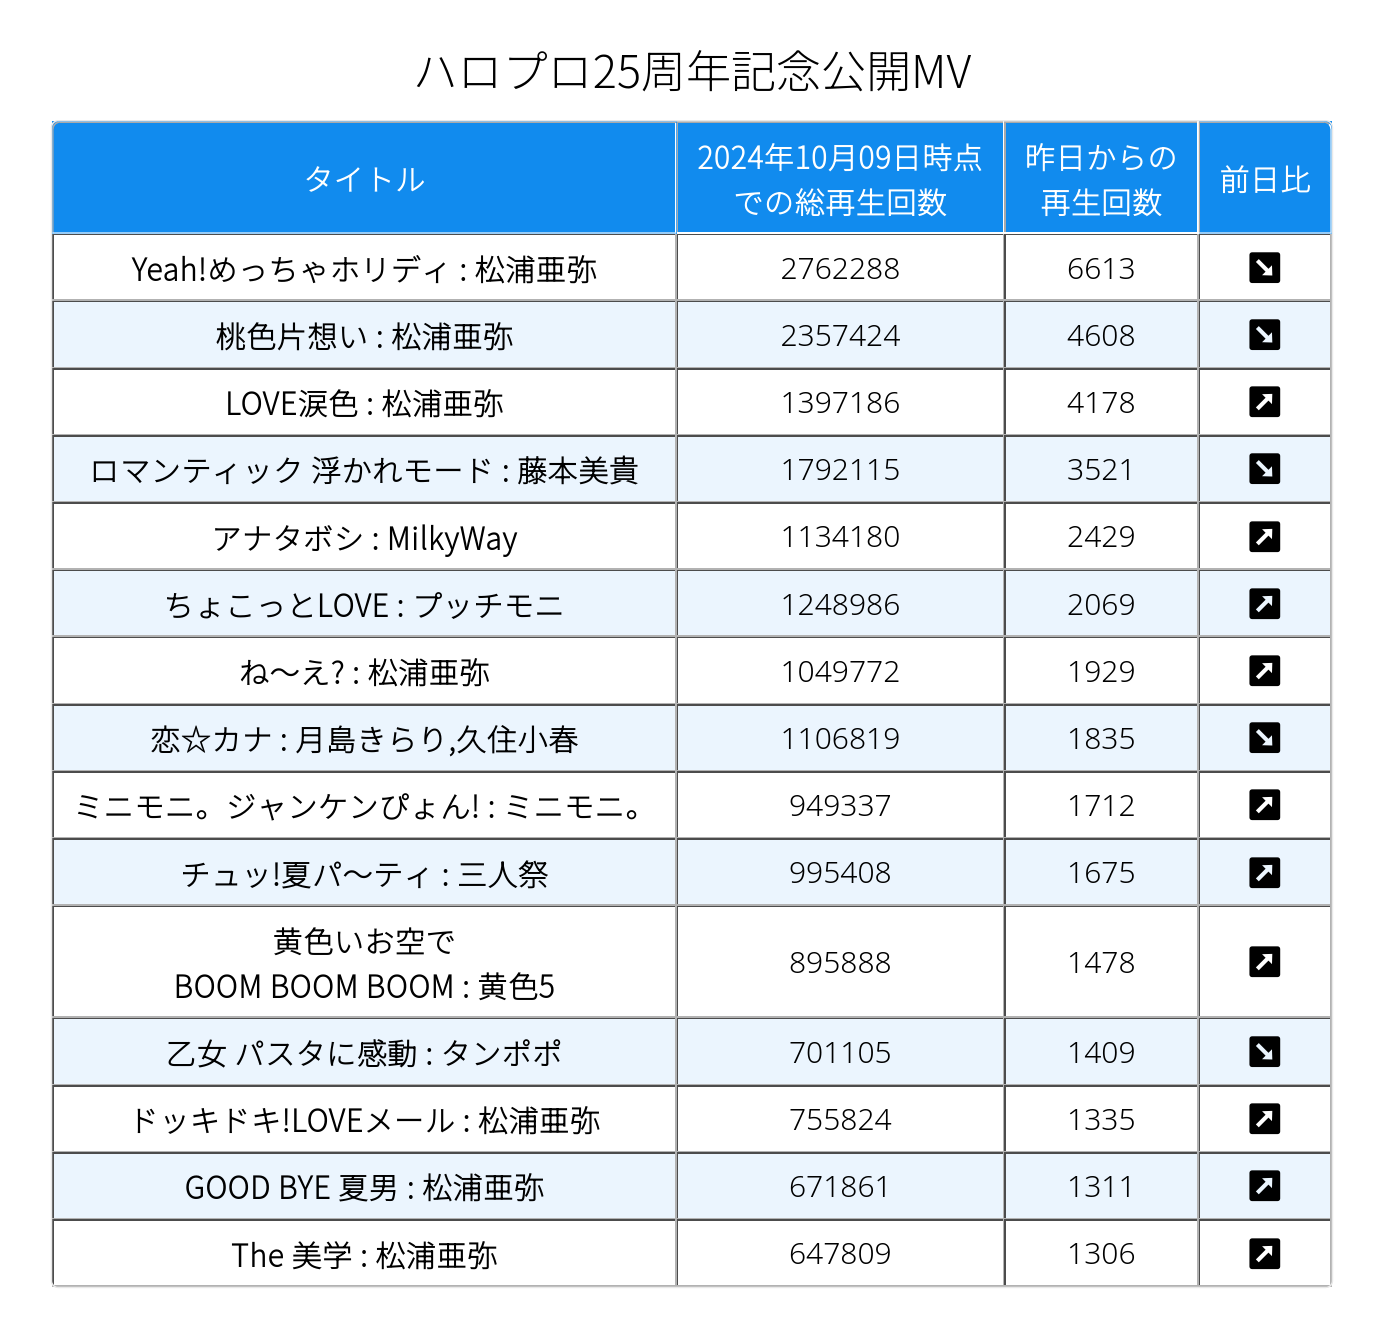 ハロプロ25周年記念公開MV
タイトル
2024年10月09日時点
での総再生回数
昨日からの
再生回数
前日比
Yeah!めっちゃホリディ : 松浦亜弥 2762288 6613 ↘
桃色片想い : 松浦亜弥 2357424 4608 ↘
LOVE涙色 : 松浦亜弥 1397186 4178 ↗
ロマンティック 浮かれモード : 藤本美貴 1792115 3521 ↘
アナタボシ : MilkyWay 1134180 2429 ↗
ちょこっとLOVE : プッチモニ 1248986 2069 ↗
ね～え? : 松浦亜弥 1049772 1929 ↗
恋☆カナ : 月島きらり,久住小春 1106819 1835 ↘
ミニモニ。ジャンケンぴょん! : ミニモニ。 949337 1712 ↗
チュッ!夏パ～ティ : 三人祭 995408 1675 ↗
黄色いお空で
BOOM BOOM BOOM : 黄色5 895888 1478 ↗
乙女 パスタに感動 : タンポポ 701105 1409 ↘
ドッキドキ!LOVEメール : 松浦亜弥 755824 1335 ↗
GOOD BYE 夏男 : 松浦亜弥 671861 1311 ↗
The 美学 : 松浦亜弥 647809 1306 ↗